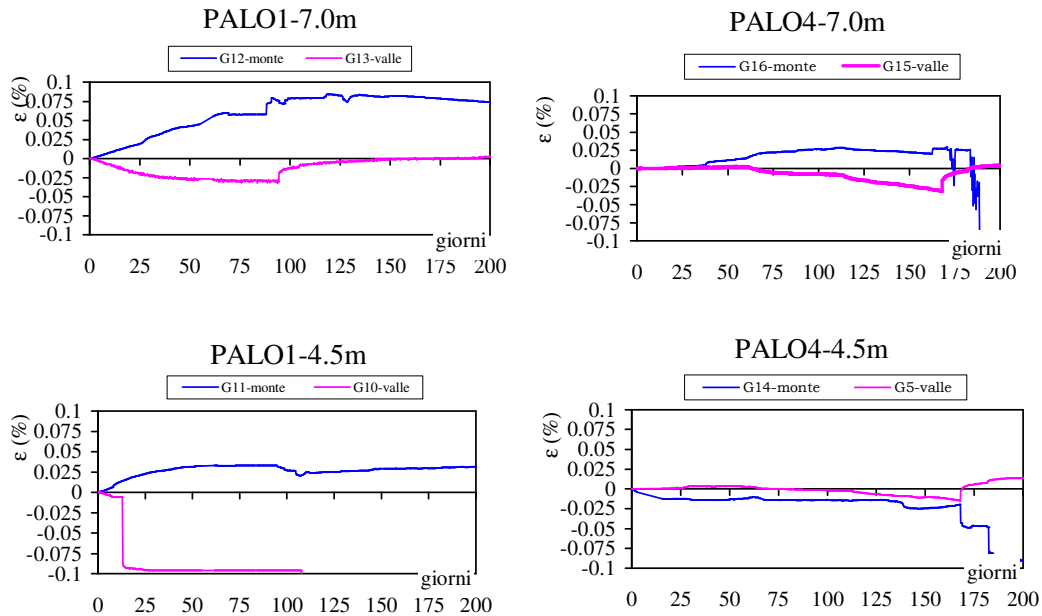 PALO1-7.0m
G12-monte G13-valle
ε (%)
0.1
0.075
0.05
0.025
0
-0.025
-0.05
-0.075
-0.1
giorni
0 25 50 75 100 125 150 175 200
PALO4-7.0m
G16-monte G15-valle
ε (%)
0.1
0.075
0.05
0.025
0
-0.025
-0.05
-0.075
-0.1
giorni
0 25 50 75 100 125 150 175 200
PALO1-4.5m
G11-monte G10-valle
ε (%)
0.1
0.075
0.05
0.025
0
-0.025
-0.05
-0.075
-0.1
giorni
0 25 50 75 100 125 150 175 200
PALO4-4.5m
G14-monte G5-valle
ε (%)
0.1
0.075
0.05
0.025
0
-0.025
-0.05
-0.075
-0.1
giorni
0 25 50 75 100 125 150 175 200